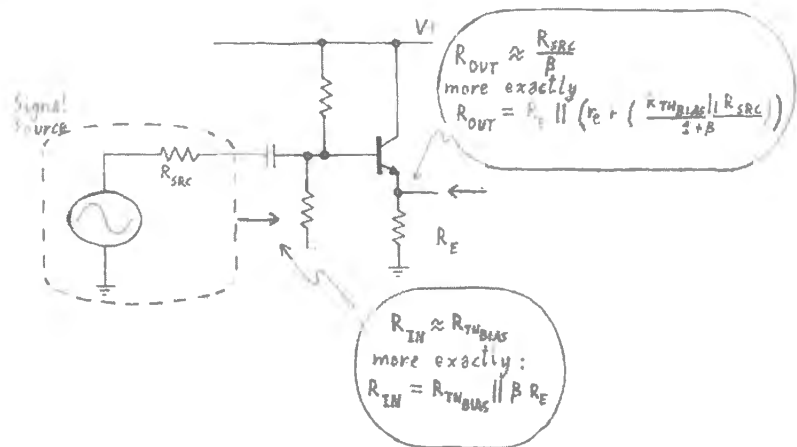 V+
R_OUT ≈ R_SRC / β
more exactly
R_OUT = R_E || (r_e + ( R_TH_BIAS || R_SRC / 1 + β ))
Signal
Source
R_SRC
R_E
R_IN ≈ R_TH_BIAS
more exactly :
R_IN = R_TH_BIAS || β R_E